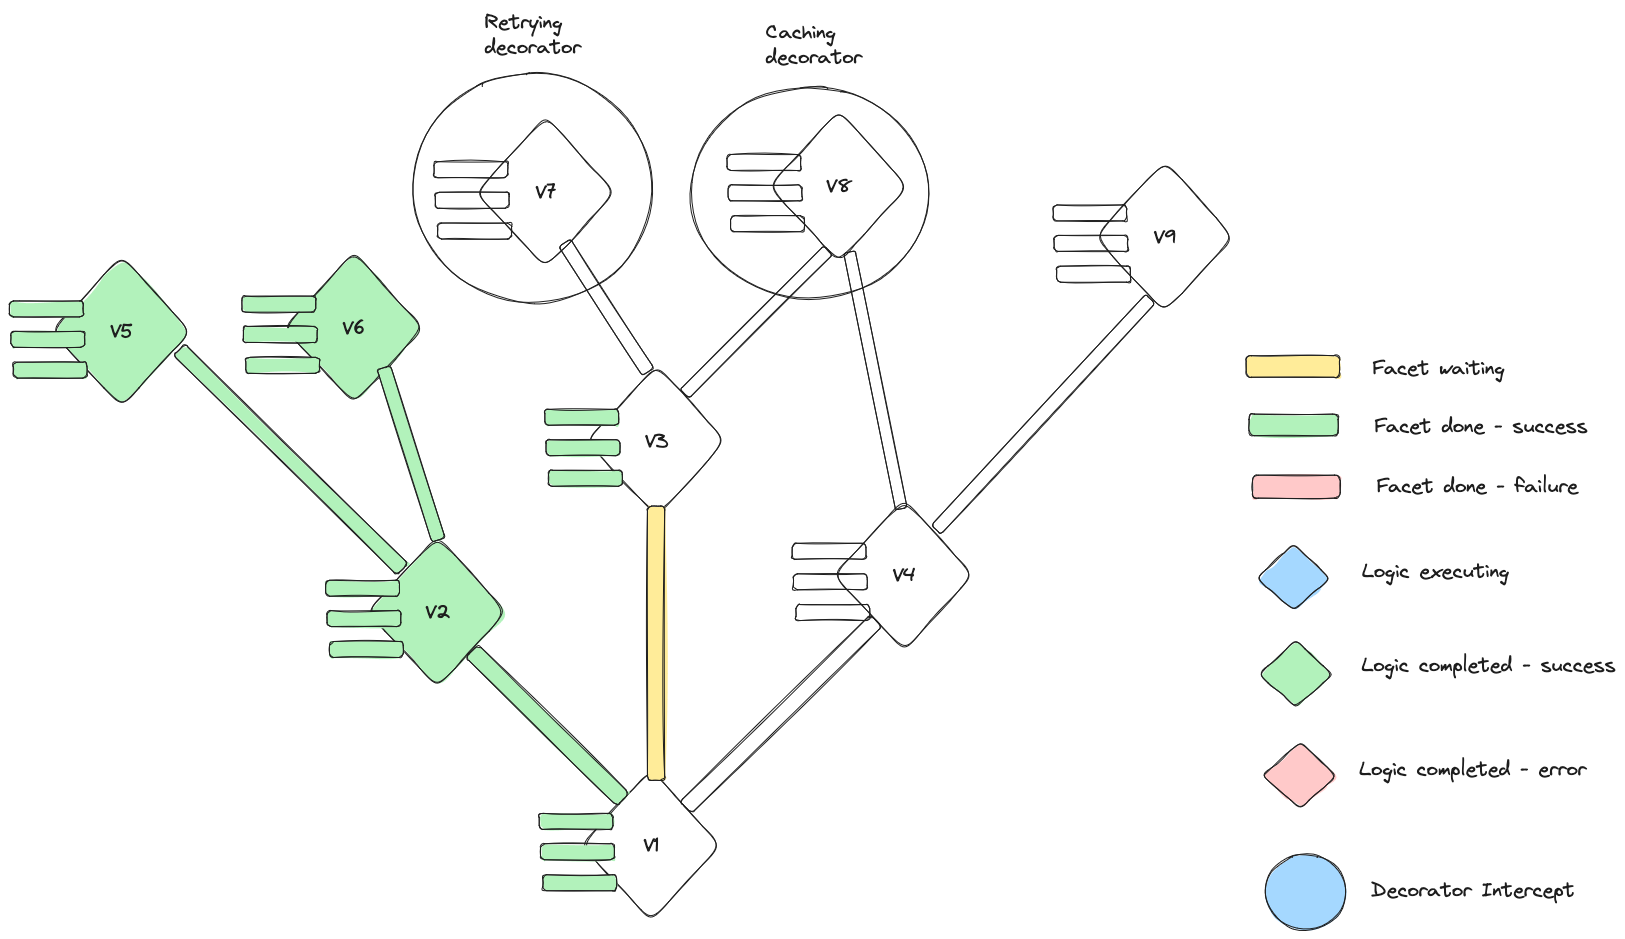 Retrying
decorator
Caching
decorator
V7
V8
V9
V5
V6
V3
V4
V2
V1
Facet waiting
Facet done - success
Facet done - failure
Logic executing
Logic completed - success
Logic completed - error
Decorator Intercept